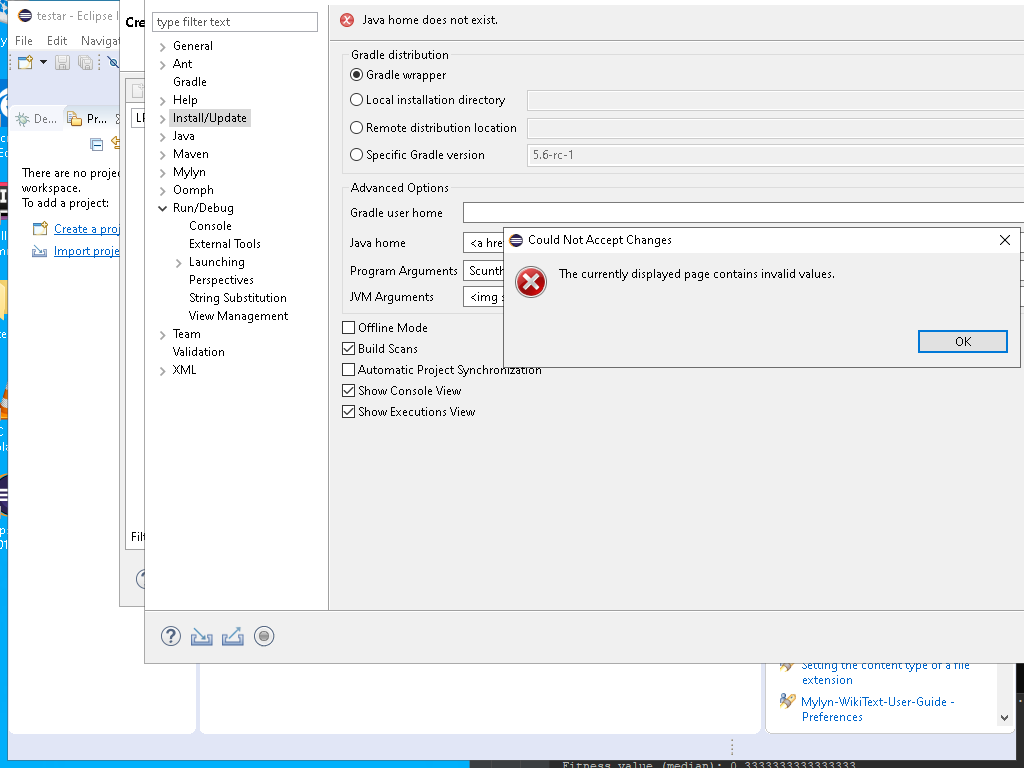 testar - Eclipse I
File Edit Navigat
De...
Pr...
There are no proje
workspace.
To add a project:
Create a proj
Import proje
Cre
Filt
type filter text
General
Ant
Gradle
Help
Install/Update
Java
Maven
Mylyn
Oomph
Run/Debug
Console
External Tools
Launching
Perspectives
String Substitution
View Management
Team
Validation
XML
Java home does not exist.
Gradle distribution
Gradle wrapper
Local installation directory
Remote distribution location
Specific Gradle version
5.6-rc-1
Advanced Options
Gradle user home
Java home
<a hre
Program Arguments
Scunth
JVM Arguments
<img s
Offline Mode
Build Scans
Automatic Project Synchronization
Show Console View
Show Executions View
Could Not Accept Changes
The currently displayed page contains invalid values.
OK
Setting the content type of a file
extension
Mylyn-WikiText-User-Guide -
Preferences
Fitness value (median): 0.3333333333333333